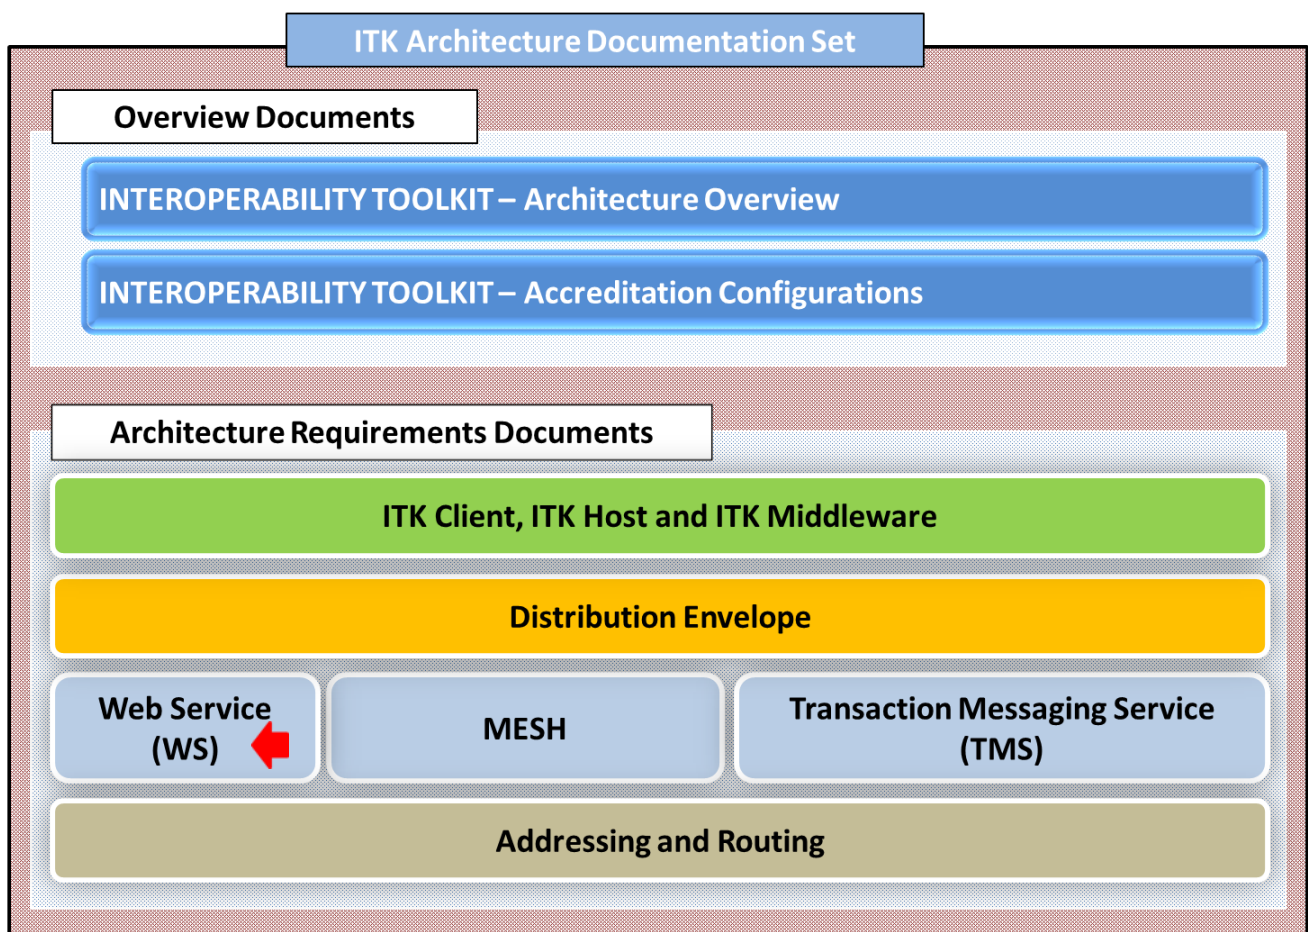 ITK Architecture Documentation Set
Overview Documents
INTEROPERABILITY TOOLKIT – Architecture Overview
INTEROPERABILITY TOOLKIT – Accreditation Configurations
Architecture Requirements Documents
ITK Client, ITK Host and ITK Middleware
Distribution Envelope
Web Service
(WS)
MESH
Transaction Messaging Service
(TMS)
Addressing and Routing